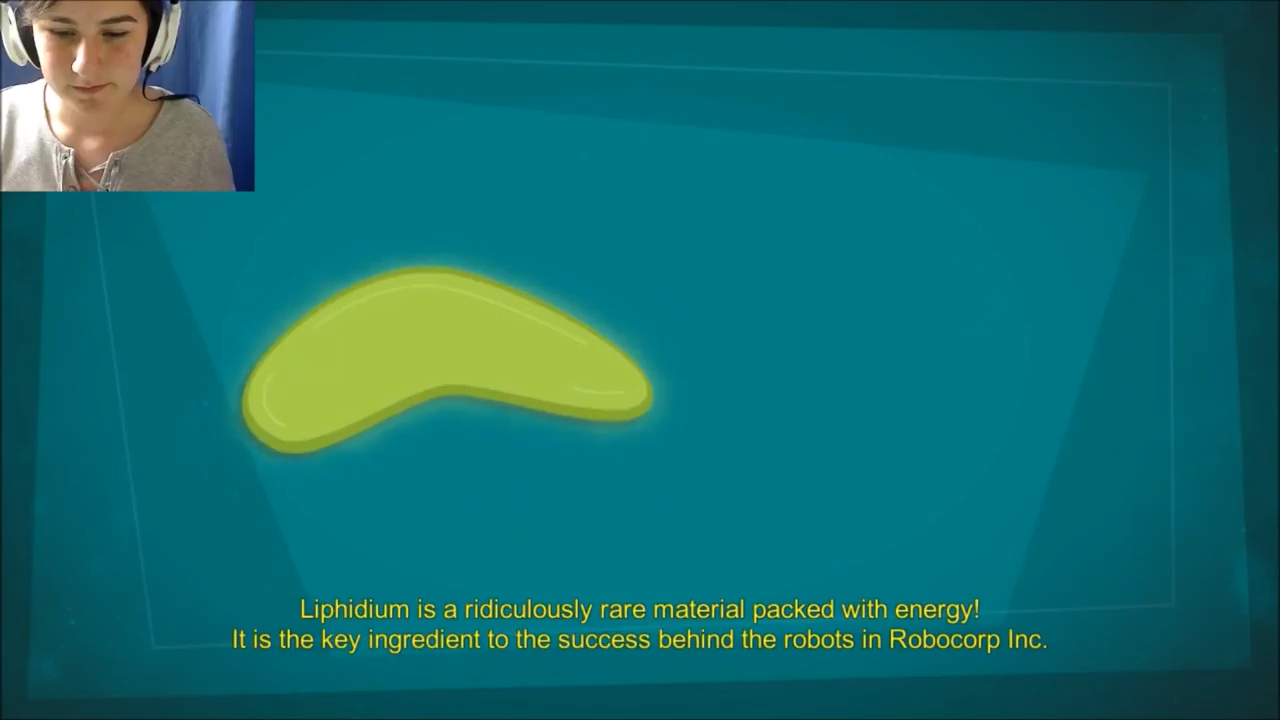 Liphidium is a ridiculously rare material packed with energy!
It is the key ingredient to the success behind the robots in Robocorp Inc.